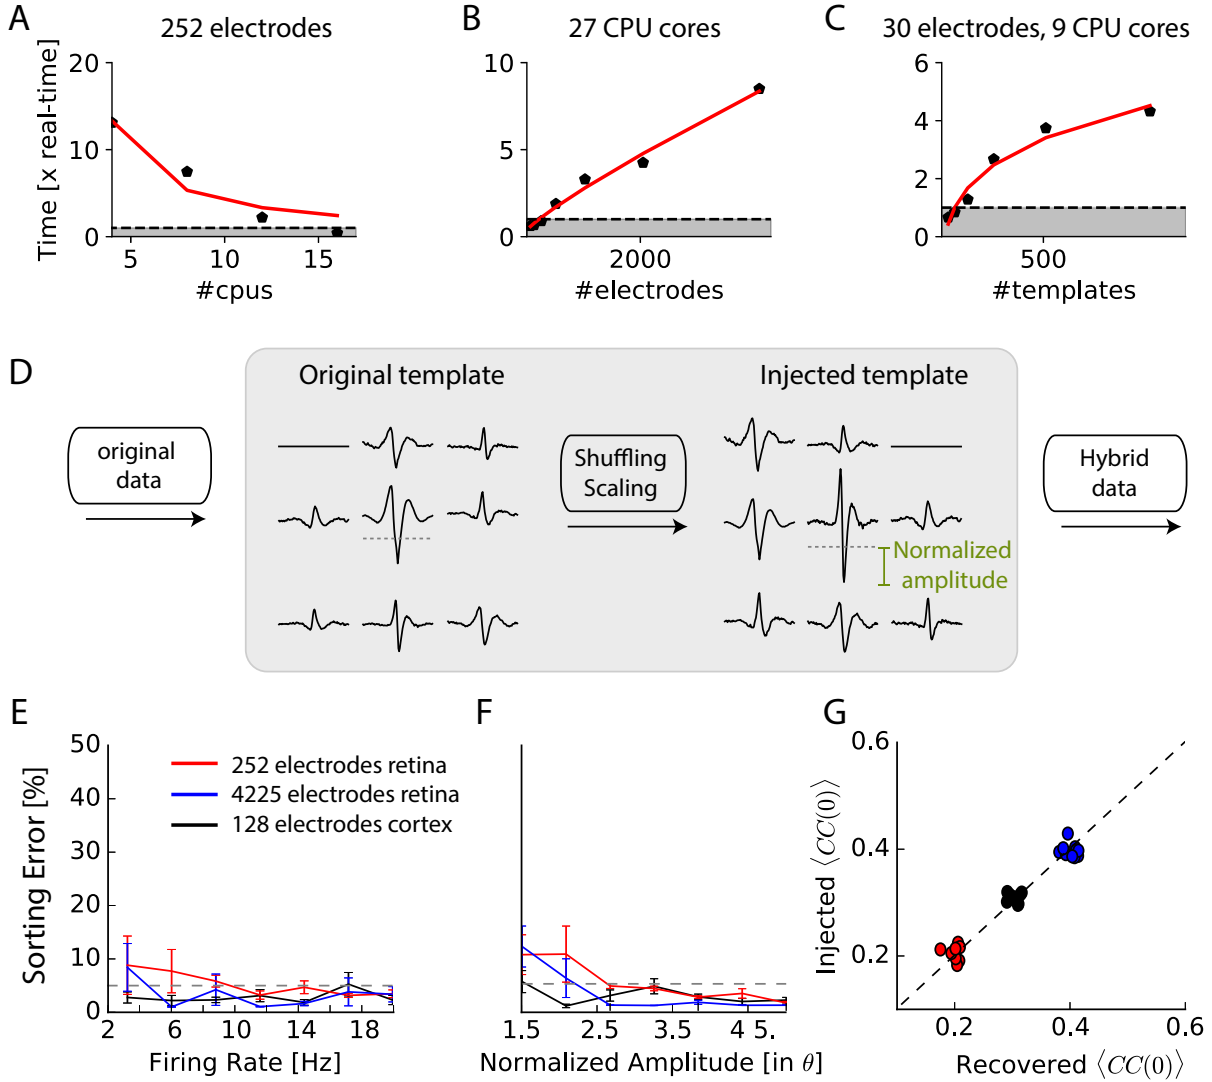 A
252 electrodes
B
27 CPU cores
C
30 electrodes, 9 CPU cores
Time [x real-time]
20
15
10
5
0
5
10
15
#cpus
10
5
0
2000
#electrodes
6
4
2
0
500
#templates
D
original
data
Original template
Shuffling
Scaling
Injected template
Normalized
amplitude
Hybrid
data
E
Sorting Error [%]
50
40
30
20
10
0
252 electrodes retina
4225 electrodes retina
128 electrodes cortex
2
6
10
14
18
Firing Rate [Hz]
F
1.5
2.5
3.5
4 5.
Normalized Amplitude [in θ]
G
Injected ⟨CC(0)⟩
0.6
0.4
0.2
0.2
0.4
0.6
Recovered ⟨CC(0)⟩